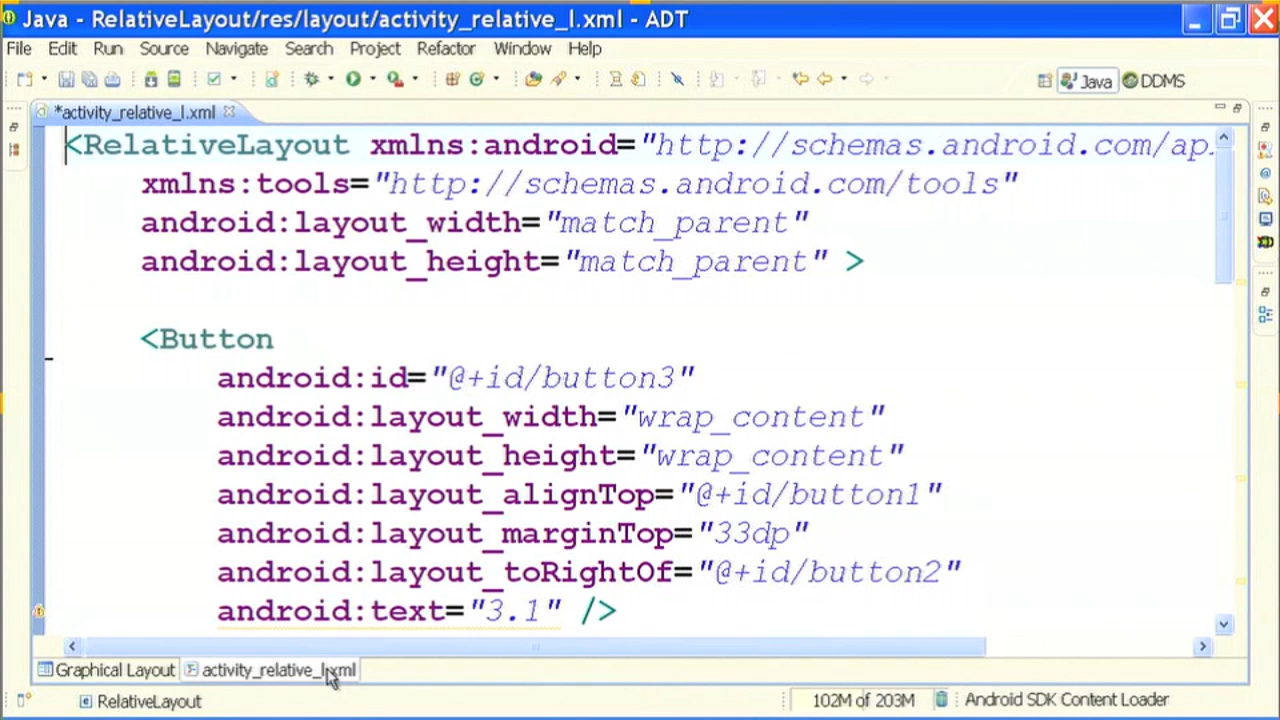 Java - RelativeLayout/res/layout/activity_relative_l.xml - ADT
File Edit Run Source Navigate Search Project Refactor Window Help
Java DDMS
*activity_relative_l.xml
<RelativeLayout xmlns:android="http://schemas.android.com/ap
xmlns:tools="http://schemas.android.com/tools"
android:layout_width="match_parent"
android:layout_height="match_parent" >
<Button
android:id="@+id/button3"
android:layout_width="wrap_content"
android:layout_height="wrap_content"
android:layout_alignTop="@+id/button1"
android:layout_marginTop="33dp"
android:layout_toRightOf="@+id/button2"
android:text="3.1" />
Graphical Layout activity_relative_l.xml
RelativeLayout 102M of 203M Android SDK Content Loader